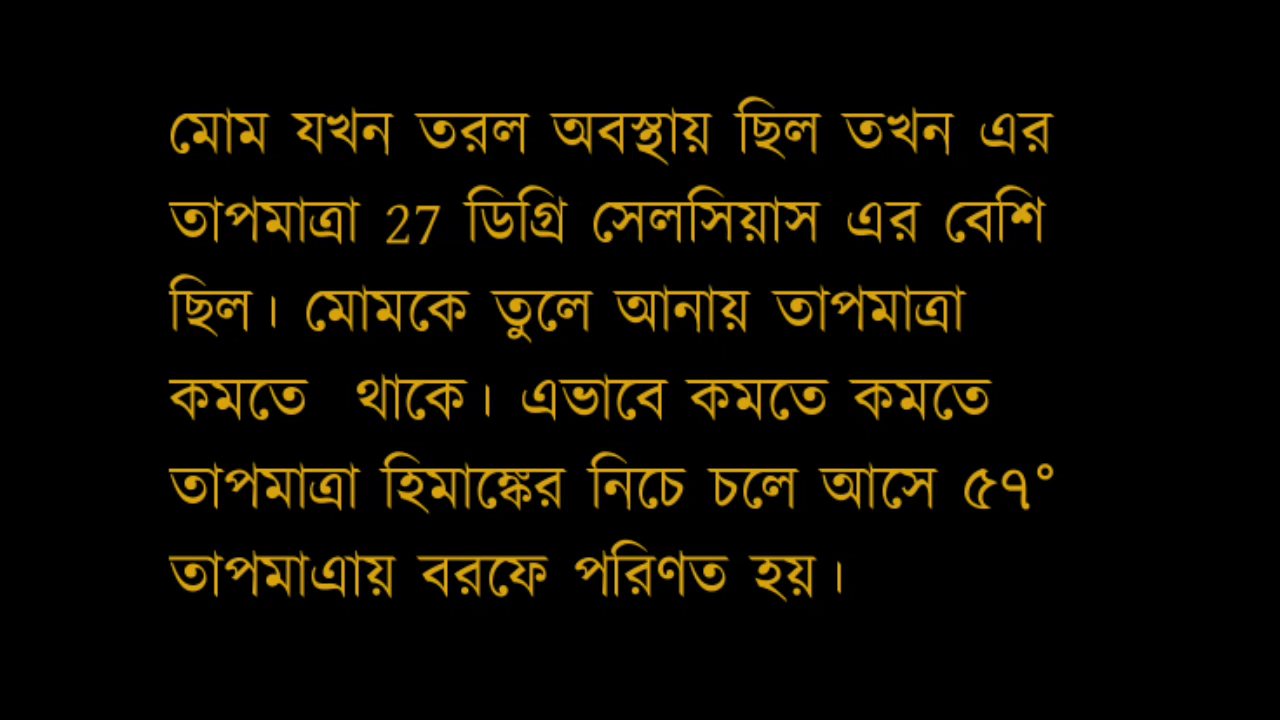 মোম যখন তরল অবস্থায় ছিল তখন এর
তাপমাত্রা 27 ডিগ্রি সেলসিয়াস এর বেশি
ছিল। মোমকে তুলে আনায় তাপমাত্রা
কমতে থাকে। এভাবে কমতে কমতে
তাপমাত্রা হিমাঙ্কের নিচে চলে আসে ৫৭°
তাপমাএায় বরফে পরিণত হয়।